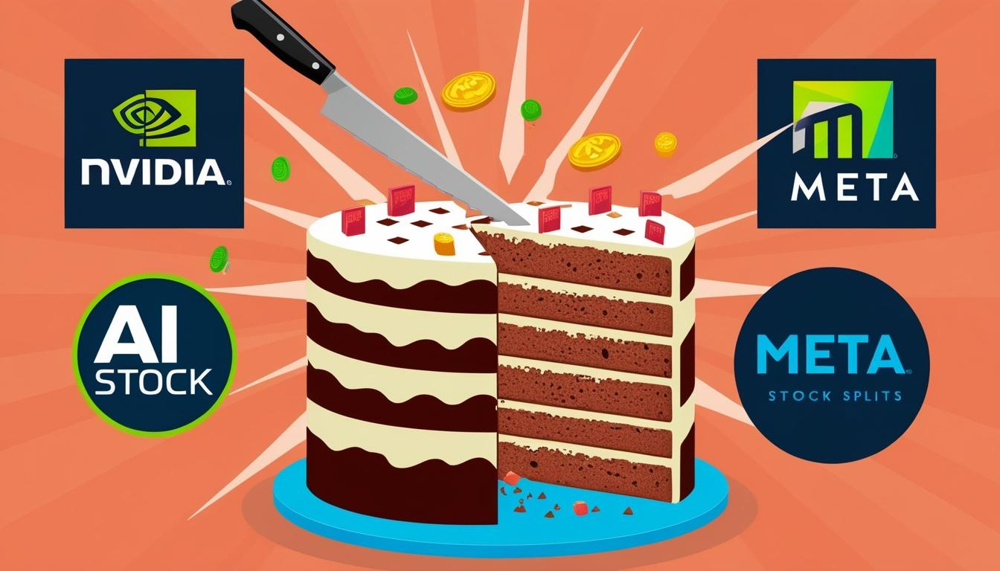 NVIDIA
META
AI
STOCK
META
STOCK SPLITS